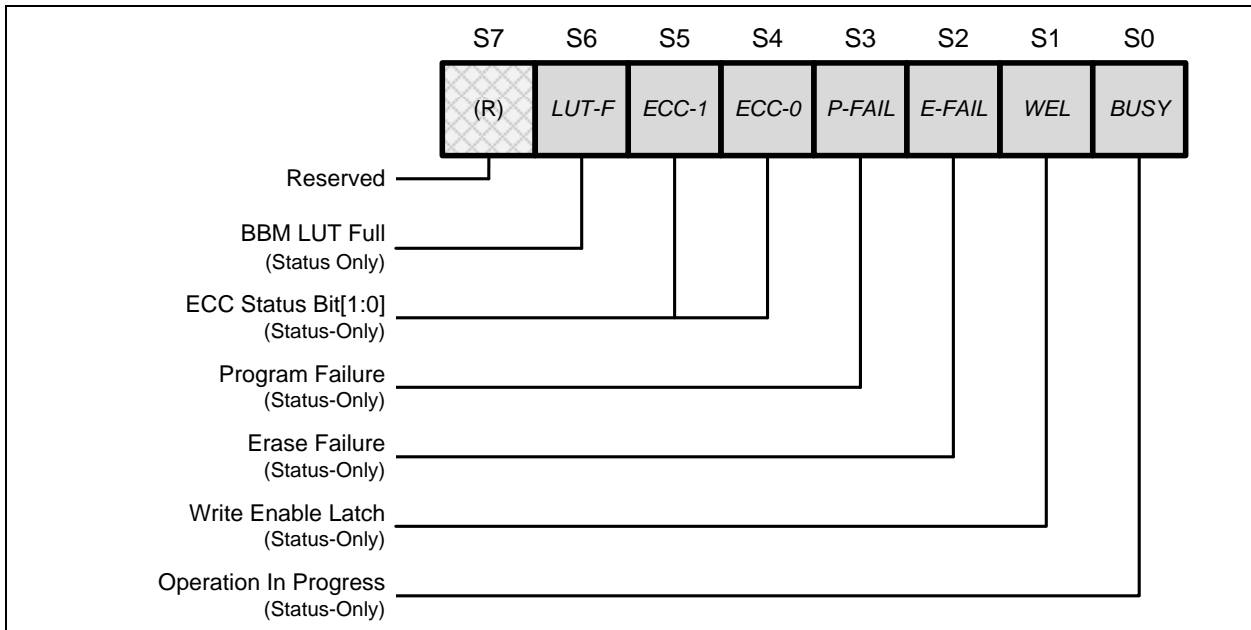 S7 S6 S5 S4 S3 S2 S1 S0
(R) LUT-F ECC-1 ECC-0 P-FAIL E-FAIL WEL BUSY
Reserved
BBM LUT Full
(Status Only)
ECC Status Bit[1:0]
(Status-Only)
Program Failure
(Status-Only)
Erase Failure
(Status-Only)
Write Enable Latch
(Status-Only)
Operation In Progress
(Status-Only)